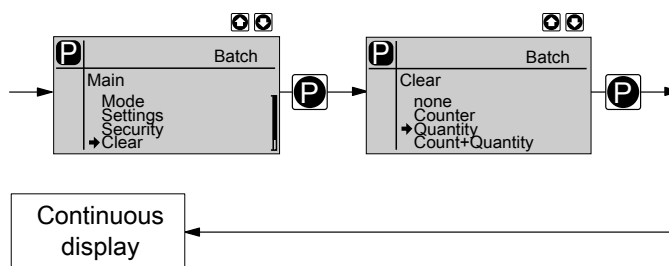 P Batch
Main
Mode
Settings
Security
➔Clear
P
P Batch
Clear
none
Counter
➔Quantity
Count+Quantity
P
Continuous
display